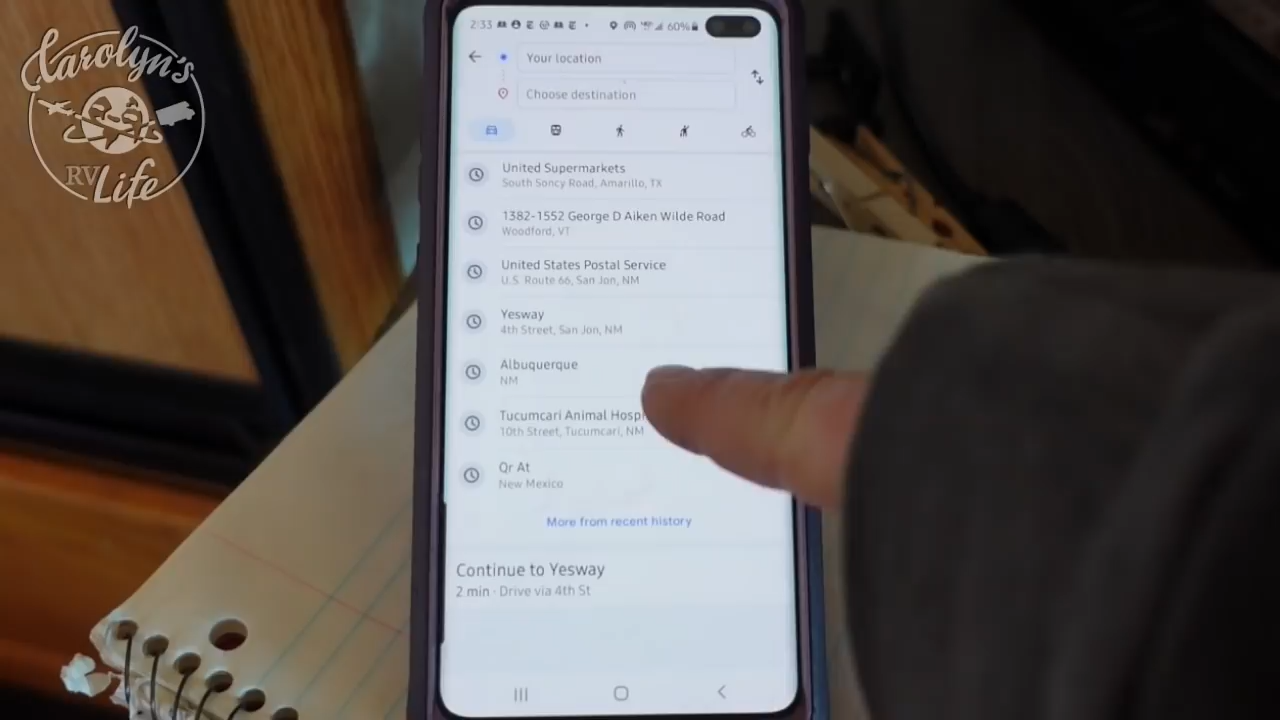 Carolyn's
RV Life
2:33
60%
Your location
Choose destination
United Supermarkets
South Soncy Road, Amarillo, TX
1382-1552 George D Aiken Wilde Road
Woodford, VT
United States Postal Service
U.S. Route 66, San Jon, NM
Yesway
4th Street, San Jon, NM
Albuquerque
NM
Tucumcari Animal Hospi
10th Street, Tucumcari, NM
Qr At
New Mexico
More from recent history
Continue to Yesway
2 min · Drive via 4th St